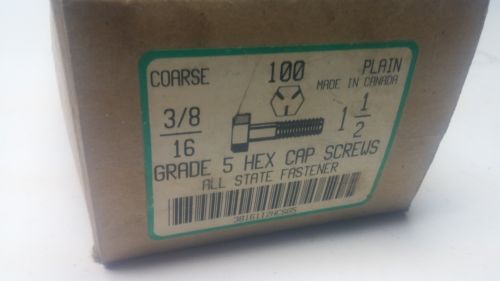 COARSE 100 PLAIN
MADE IN CANADA
3/8
16
1 1/2
GRADE 5 HEX CAP SCREWS
ALL STATE FASTENER
3816112HCSG5